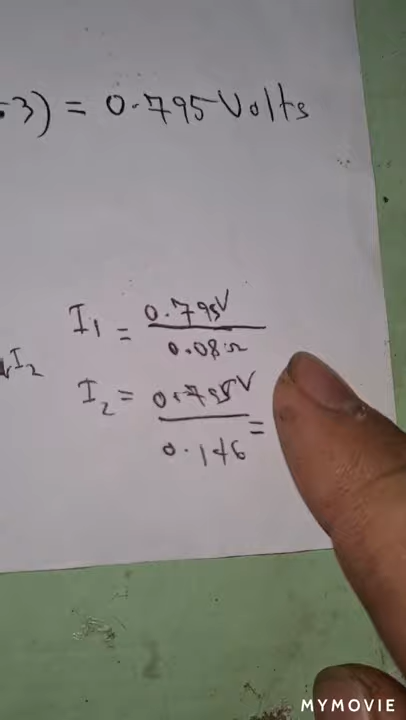 -3) = 0.795 Volts
I₁ = 0.795V
0.08Ω
I₂
I₂ = 0.795V
0.146 =
MYMOVIE